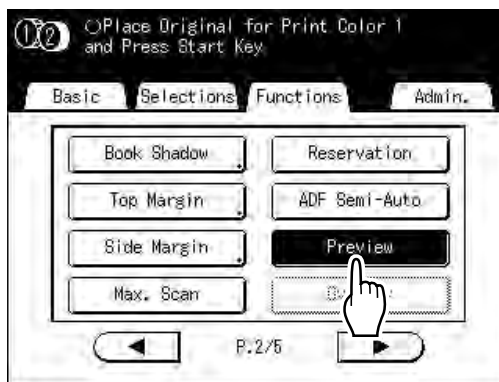 ①② ○Place Original for Print Color 1
and Press Start Key
Basic Selections Functions Admin.
Book Shadow Reservation
Top Margin ADF Semi-Auto
Side Margin Preview
Max. Scan
◀ P.2/5 ▶